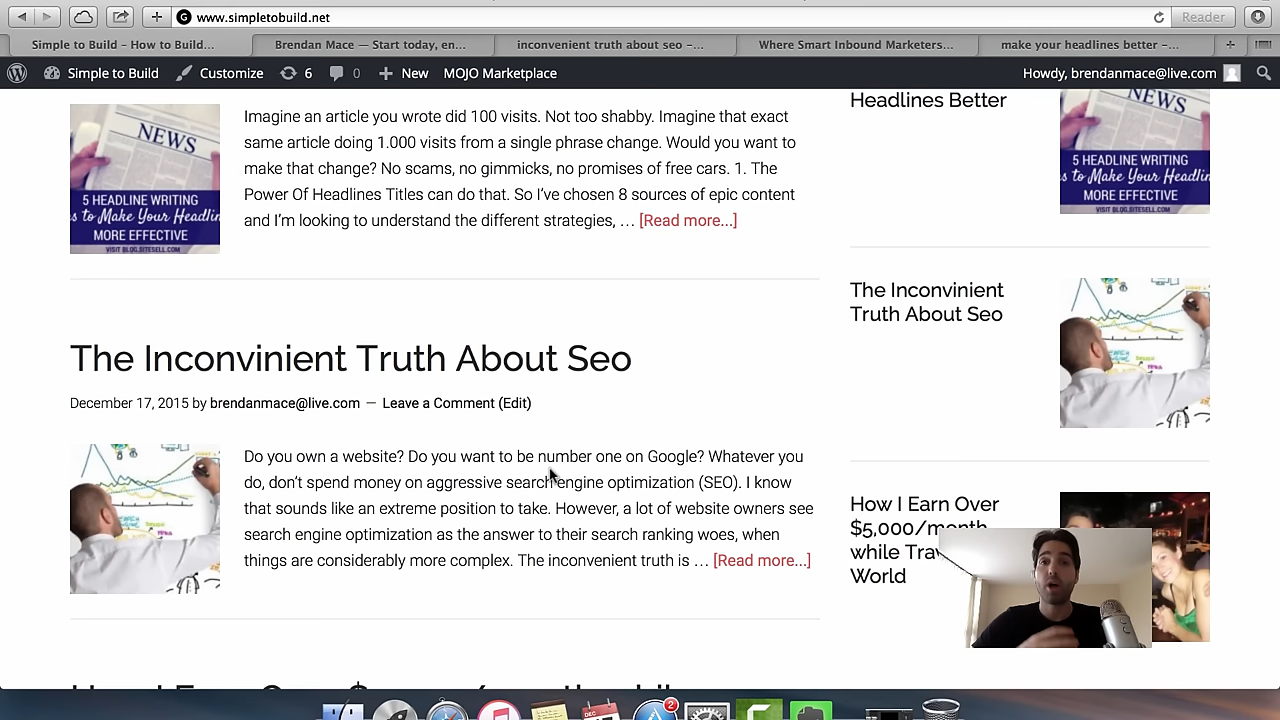 www.simpletobuild.net
Reader
Simple to Build – How to Build...
Brendan Mace — Start today, en...
inconvenient truth about seo –...
Where Smart Inbound Marketers...
make your headlines better –...
Simple to Build
Customize
6
0
New
MOJO Marketplace
Howdy, brendanmace@live.com
NEWS
5 HEADLINE WRITING
s to Make Your Headlin
MORE EFFECTIVE
VISIT BLOG.SITESELL.COM
Imagine an article you wrote did 100 visits. Not too shabby. Imagine that exact
same article doing 1.000 visits from a single phrase change. Would you want to
make that change? No scams, no gimmicks, no promises of free cars. 1. The
Power Of Headlines Titles can do that. So I've chosen 8 sources of epic content
and I'm looking to understand the different strategies, … [Read more...]
The Inconvinient Truth About Seo
December 17, 2015 by brendanmace@live.com — Leave a Comment (Edit)
Do you own a website? Do you want to be number one on Google? Whatever you
do, don't spend money on aggressive search engine optimization (SEO). I know
that sounds like an extreme position to take. However, a lot of website owners see
search engine optimization as the answer to their search ranking woes, when
things are considerably more complex. The inconvenient truth is … [Read more...]
Headlines Better
NEWS
5 HEADLINE WRITING
s to Make Your Headlin
MORE EFFECTIVE
VISIT BLOG.SITESELL.COM
The Inconvinient
Truth About Seo
How I Earn Over
$5,000/month
while Tra
World
DEC
2